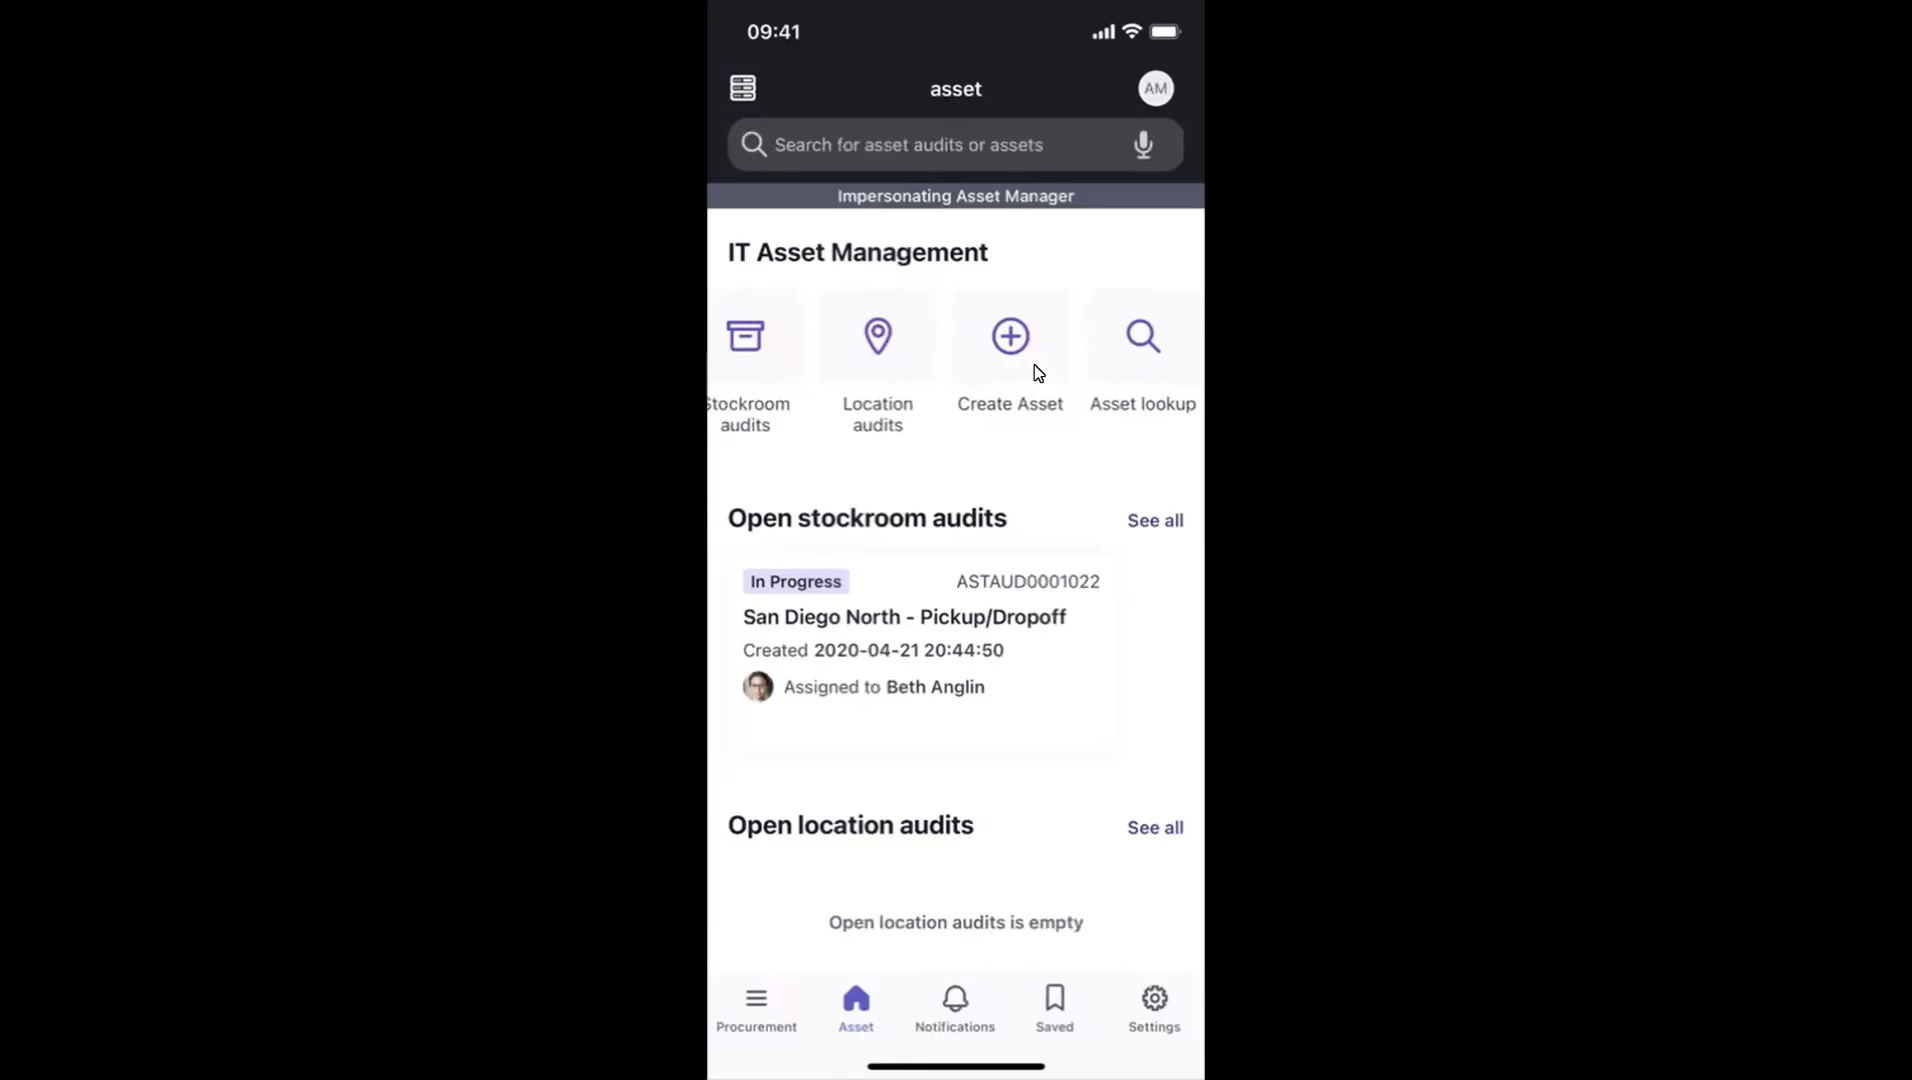 09:41
asset
AM
Search for asset audits or assets
Impersonating Asset Manager
IT Asset Management
Stockroom
audits
Location
audits
Create Asset
Asset lookup
Open stockroom audits
See all
In Progress
ASTAUD0001022
San Diego North - Pickup/Dropoff
Created 2020-04-21 20:44:50
Assigned to Beth Anglin
Open location audits
See all
Open location audits is empty
Procurement
Asset
Notifications
Saved
Settings